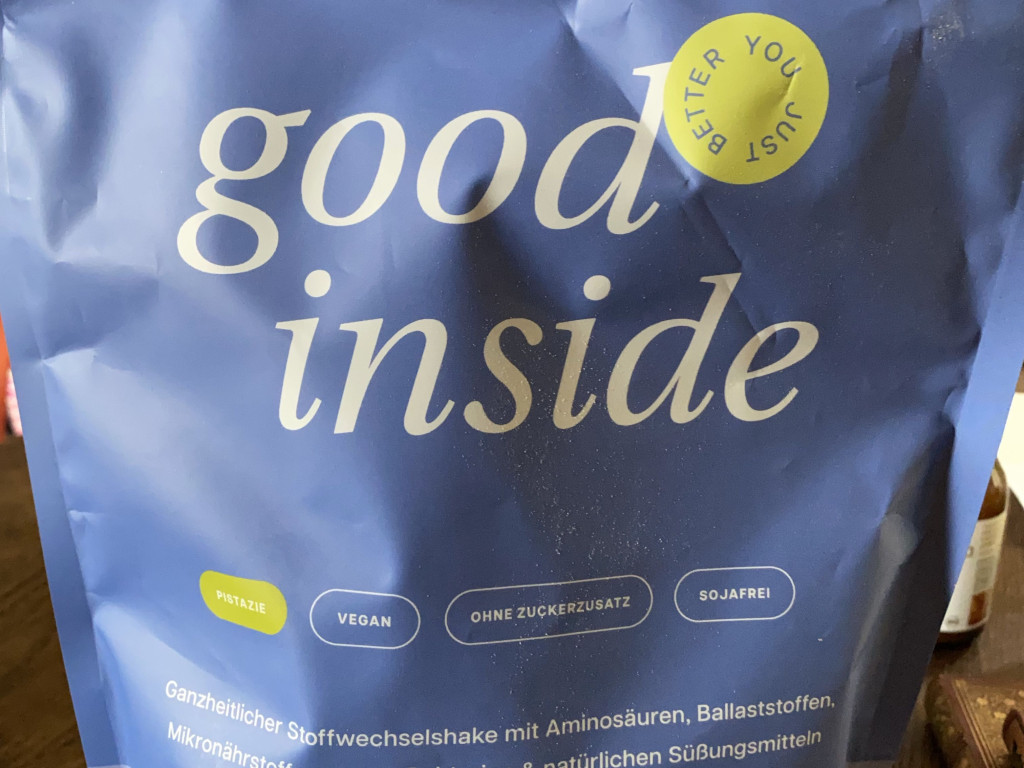 JUST BETTER YOU
good
inside
PISTAZIE
VEGAN
OHNE ZUCKERZUSATZ
SOJAFREI
Ganzheitlicher Stoffwechselshake mit Aminosäuren, Ballaststoffen,
& natürlichen Süßungsmitteln